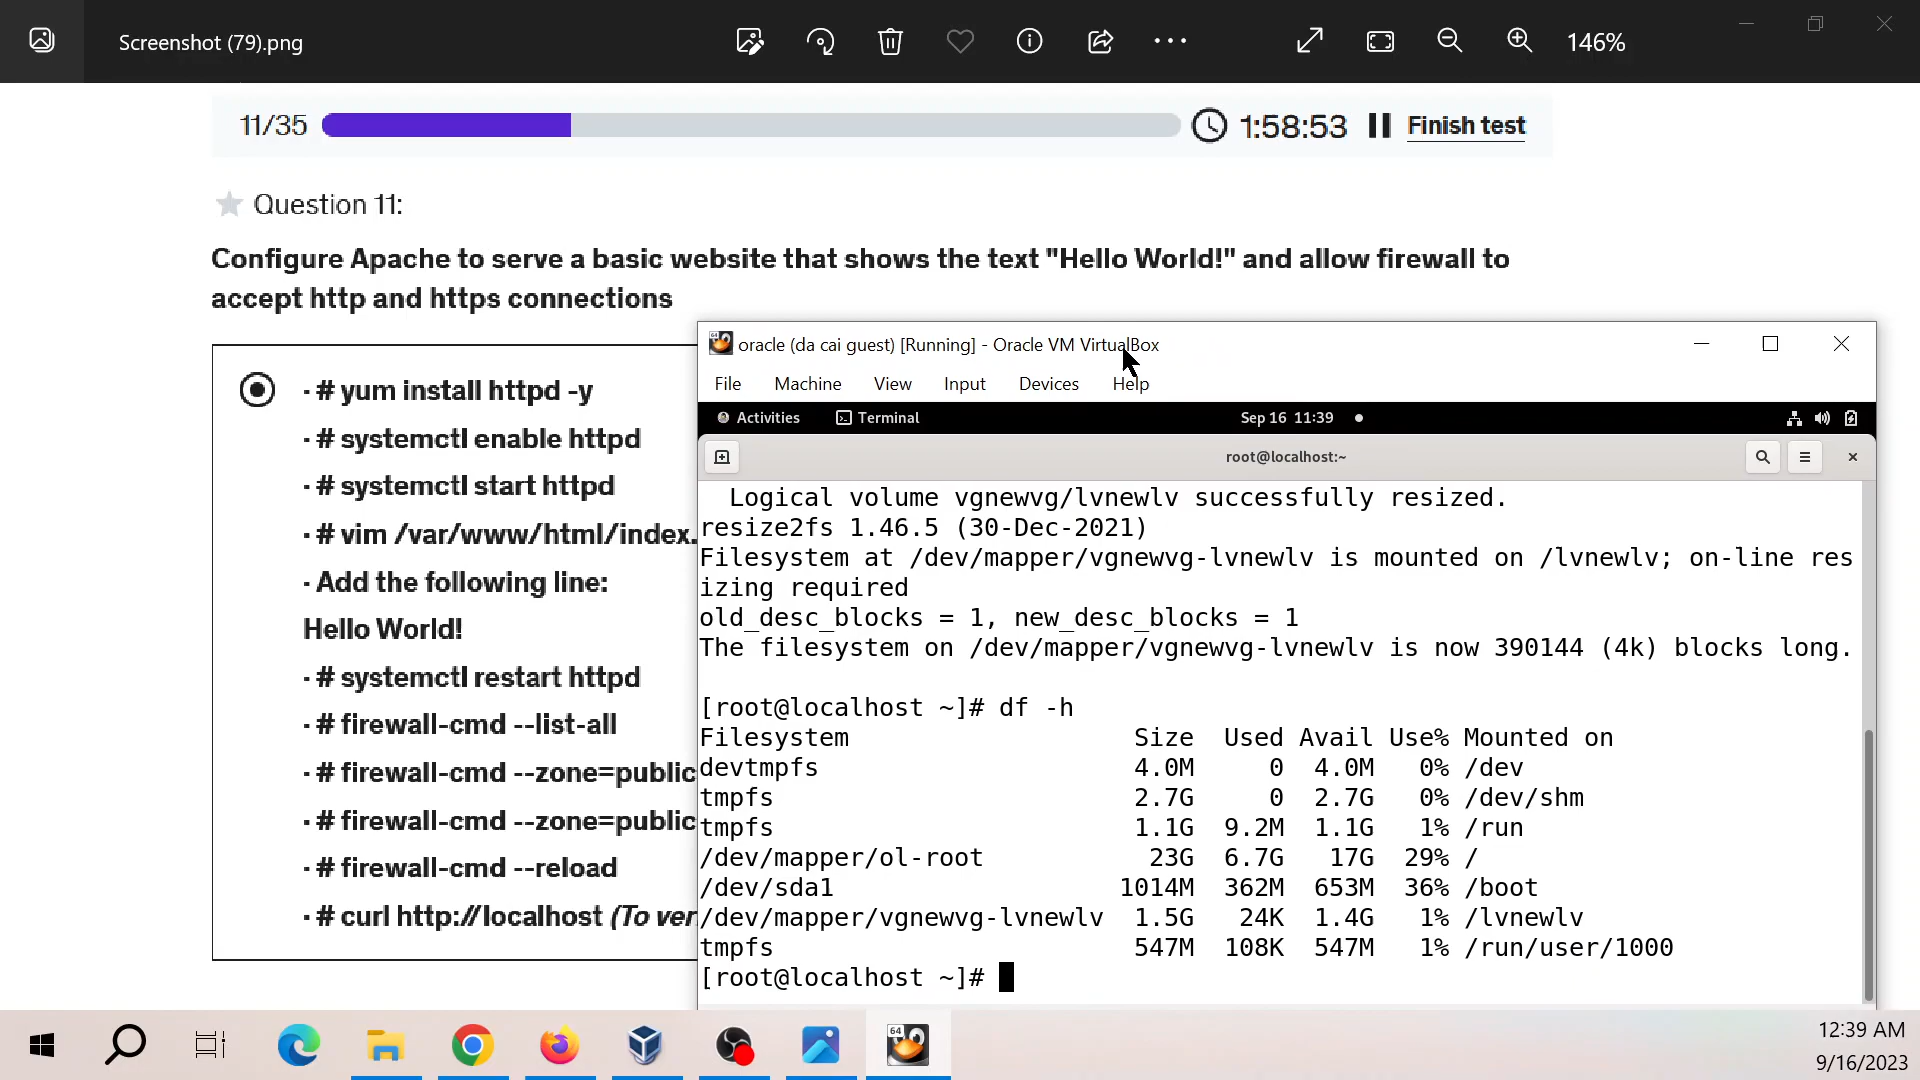 Screenshot (79).png
146%
11/35
1:58:53
Finish test
Question 11:
Configure Apache to serve a basic website that shows the text "Hello World!" and allow firewall to
accept http and https connections
- # yum install httpd -y
- # systemctl enable httpd
- # systemctl start httpd
- # vim /var/www/html/index.
- Add the following line:
Hello World!
- # systemctl restart httpd
- # firewall-cmd --list-all
- # firewall-cmd --zone=public
- # firewall-cmd --zone=public
- # firewall-cmd --reload
- # curl http://localhost (To ver
64
oracle (da cai guest) [Running] - Oracle VM VirtualBox
File Machine View Input Devices Help
Activities Terminal Sep 16 11:39
root@localhost:~
Logical volume vgnewvg/lvnewlv successfully resized.
resize2fs 1.46.5 (30-Dec-2021)
Filesystem at /dev/mapper/vgnewvg-lvnewlv is mounted on /lvnewlv; on-line res
izing required
old_desc_blocks = 1, new_desc_blocks = 1
The filesystem on /dev/mapper/vgnewvg-lvnewlv is now 390144 (4k) blocks long.
[root@localhost ~]# df -h
Filesystem Size Used Avail Use% Mounted on
devtmpfs 4.0M 0 4.0M 0% /dev
tmpfs 2.7G 0 2.7G 0% /dev/shm
tmpfs 1.1G 9.2M 1.1G 1% /run
/dev/mapper/ol-root 23G 6.7G 17G 29% /
/dev/sda1 1014M 362M 653M 36% /boot
/dev/mapper/vgnewvg-lvnewlv 1.5G 24K 1.4G 1% /lvnewlv
tmpfs 547M 108K 547M 1% /run/user/1000
[root@localhost ~]#
64
12:39 AM
9/16/2023